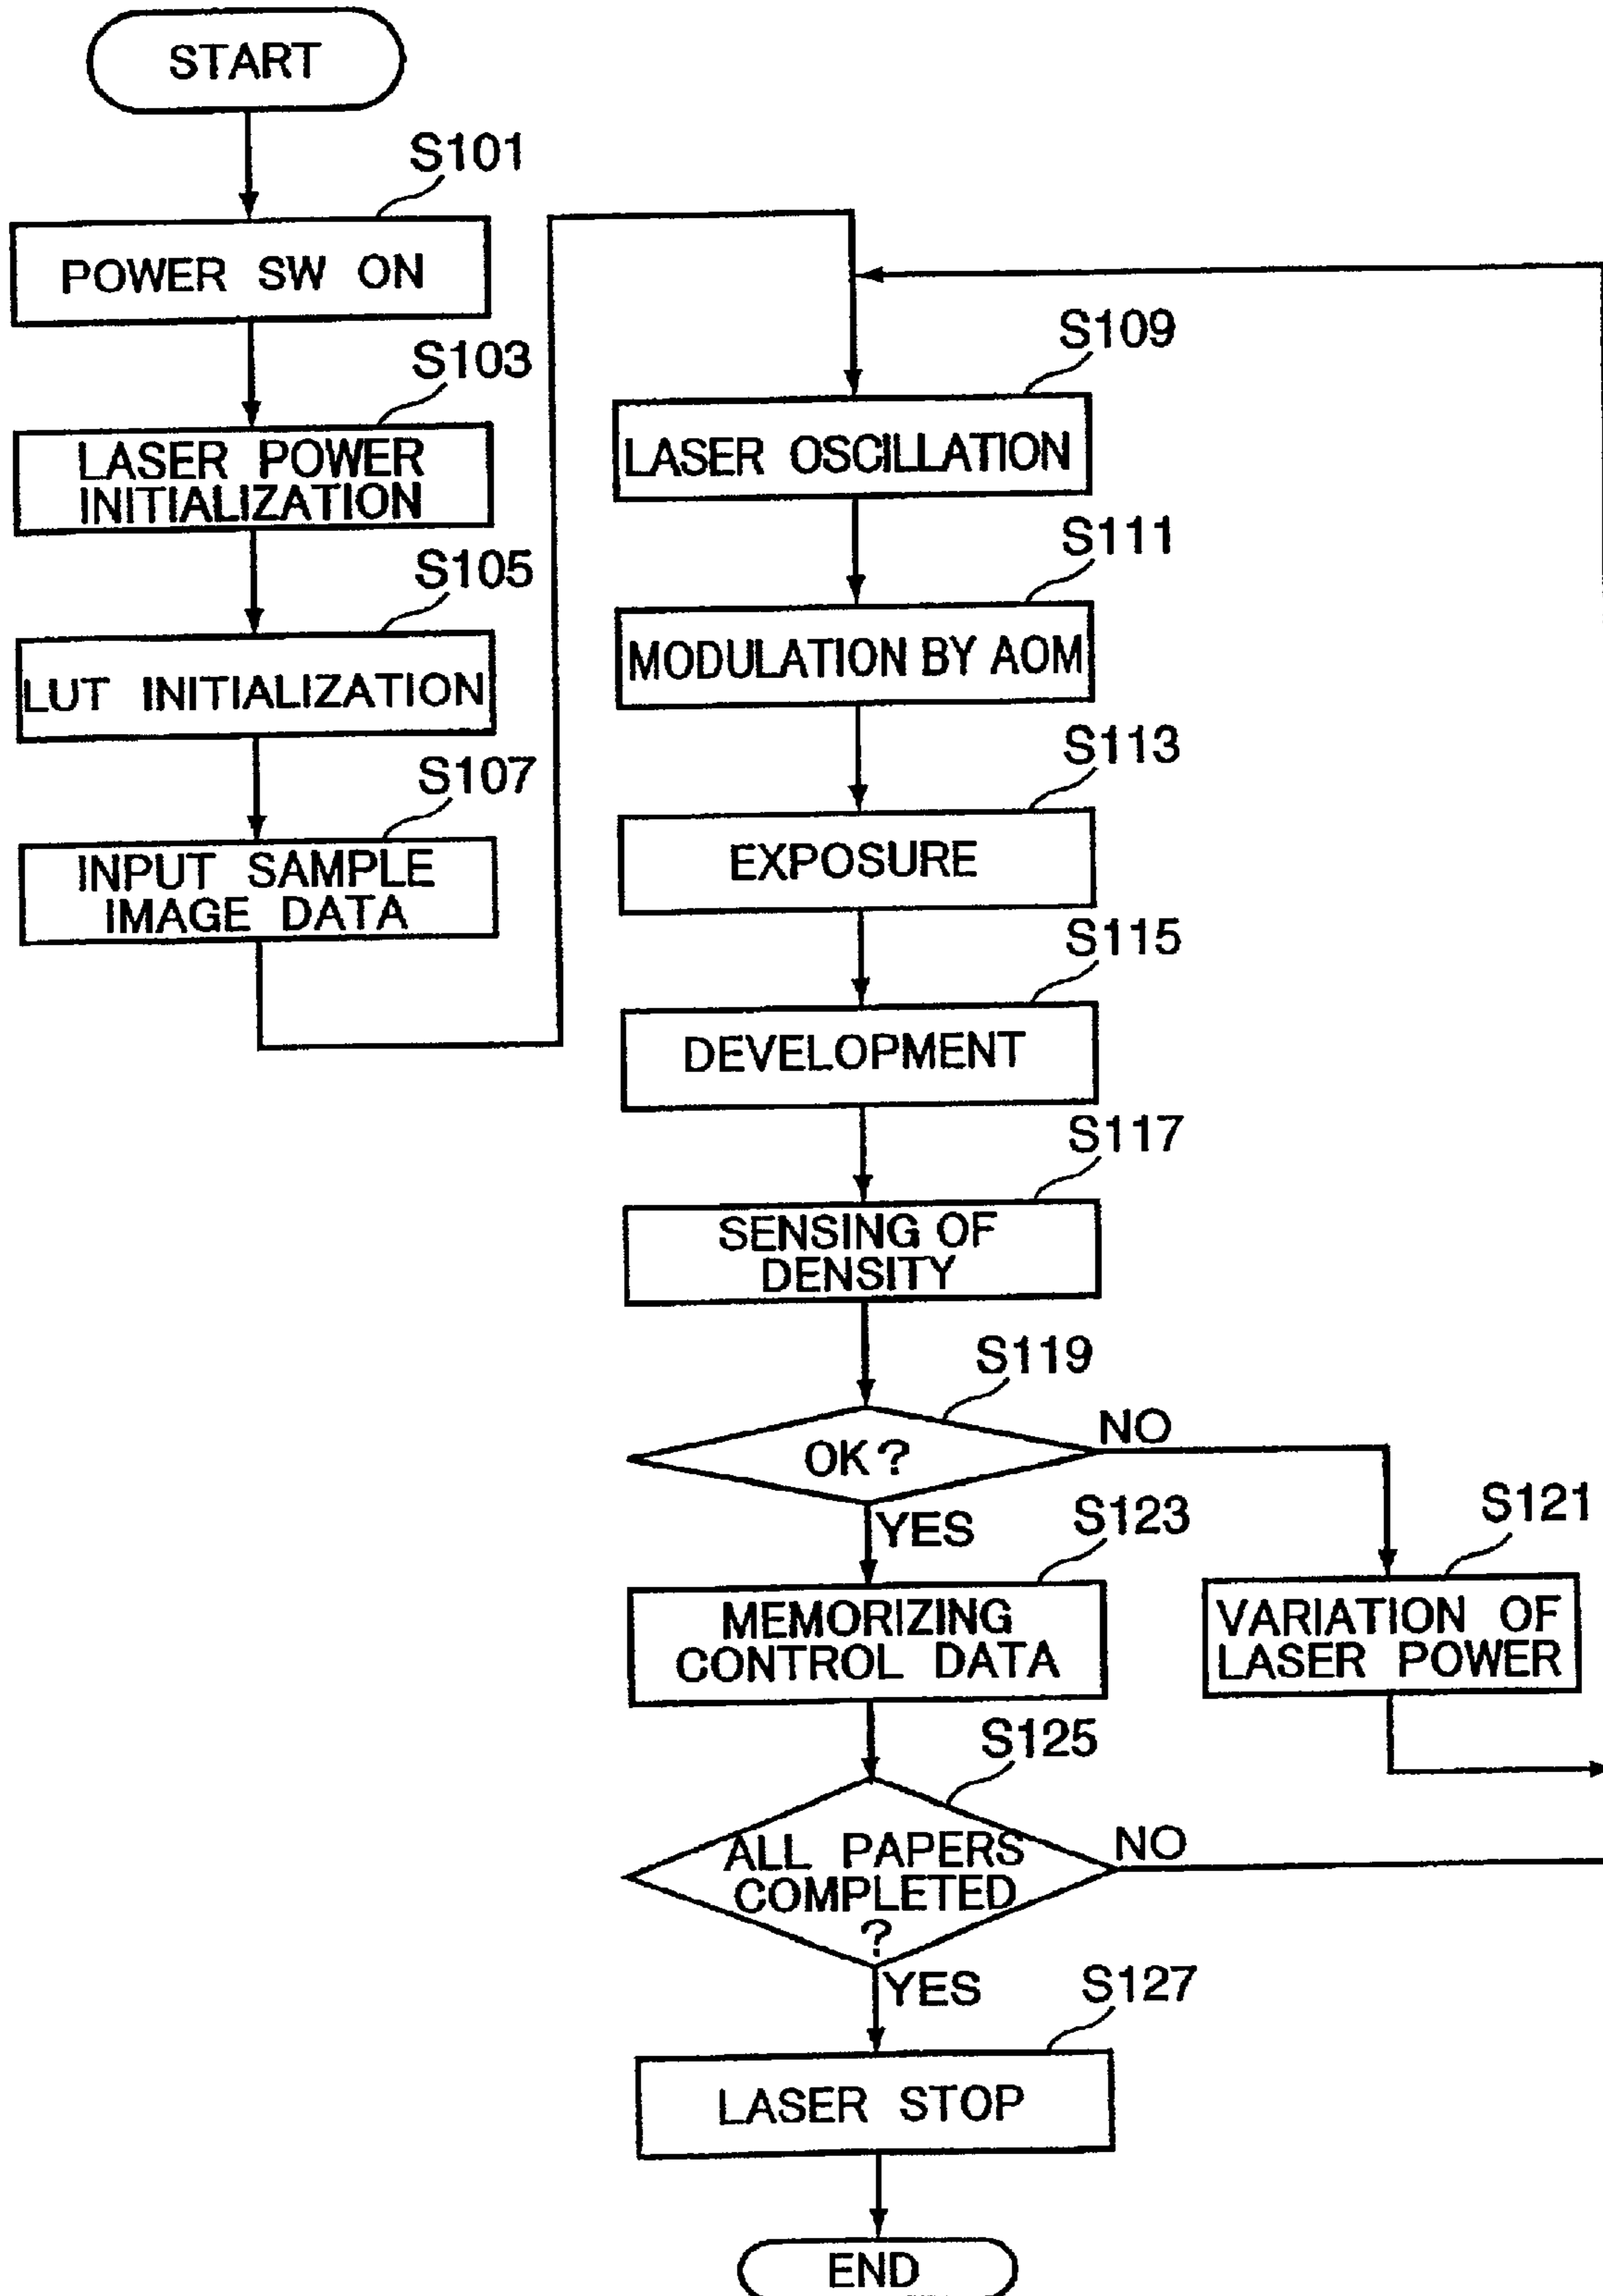 START
S101
POWER SW ON
S103
LASER POWER
INITIALIZATION
S105
LUT INITIALIZATION
S107
INPUT SAMPLE
IMAGE DATA
S109
LASER OSCILLATION
S111
MODULATION BY AOM
S113
EXPOSURE
S115
DEVELOPMENT
S117
SENSING OF
DENSITY
S119
OK?
NO
YES
S121
VARIATION OF
LASER POWER
S123
MEMORIZING
CONTROL DATA
S125
ALL PAPERS
COMPLETED
?
NO
YES
S127
LASER STOP
END